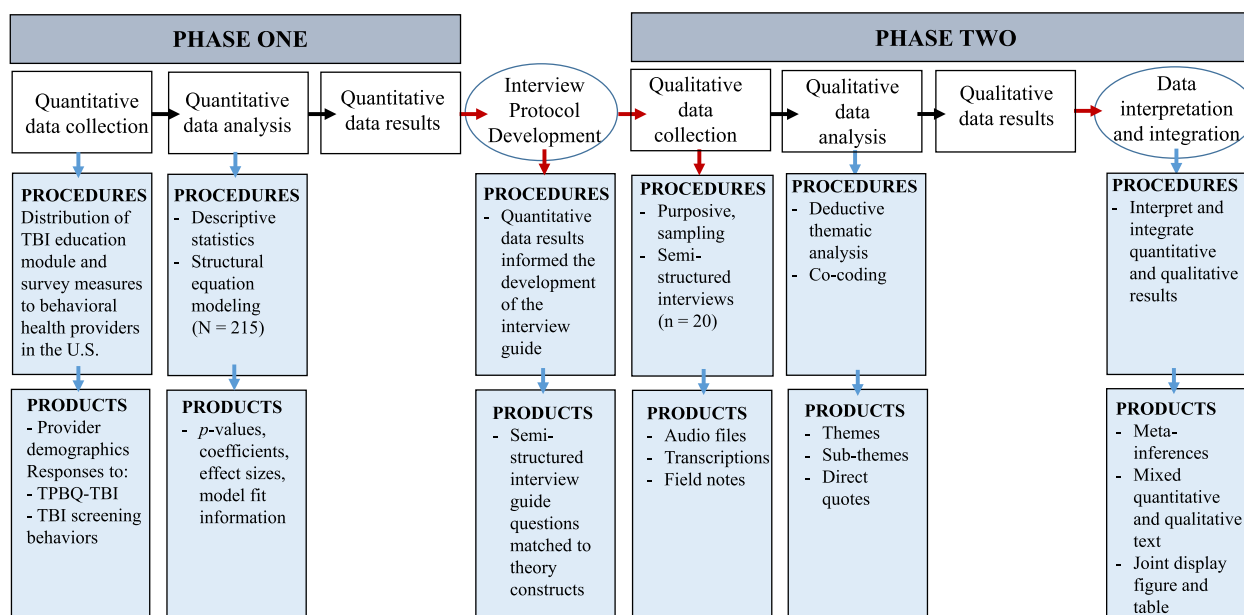 PHASE ONE
PHASE TWO
Quantitative
data collection
Quantitative
data analysis
Quantitative
data results
Interview
Protocol
Development
Qualitative
data
collection
Qualitative
data
analysis
Qualitative
data results
Data
interpretation
and integration
PROCEDURES
Distribution of
TBI education
module and
survey measures
to behavioral
health providers
in the U.S.
PROCEDURES
- Descriptive
statistics
- Structural
equation
modeling
(N = 215)
PROCEDURES
- Quantitative
data results
informed the
development
of the
interview
guide
PROCEDURES
- Purposive,
sampling
- Semi-
structured
interviews
(n = 20)
PROCEDURES
- Deductive
thematic
analysis
- Co-coding
PROCEDURES
- Interpret and
integrate
quantitative
and qualitative
results
PRODUCTS
- Provider
demographics
Responses to:
- TPBQ-TBI
- TBI screening
behaviors
PRODUCTS
- p-values,
coefficients,
effect sizes,
model fit
information
PRODUCTS
- Semi-
structured
interview
guide
questions
matched to
theory
constructs
PRODUCTS
- Audio files
- Transcriptions
- Field notes
PRODUCTS
- Themes
- Sub-themes
- Direct
quotes
PRODUCTS
- Meta-
inferences
- Mixed
quantitative
and qualitative
text
- Joint display
figure and
table